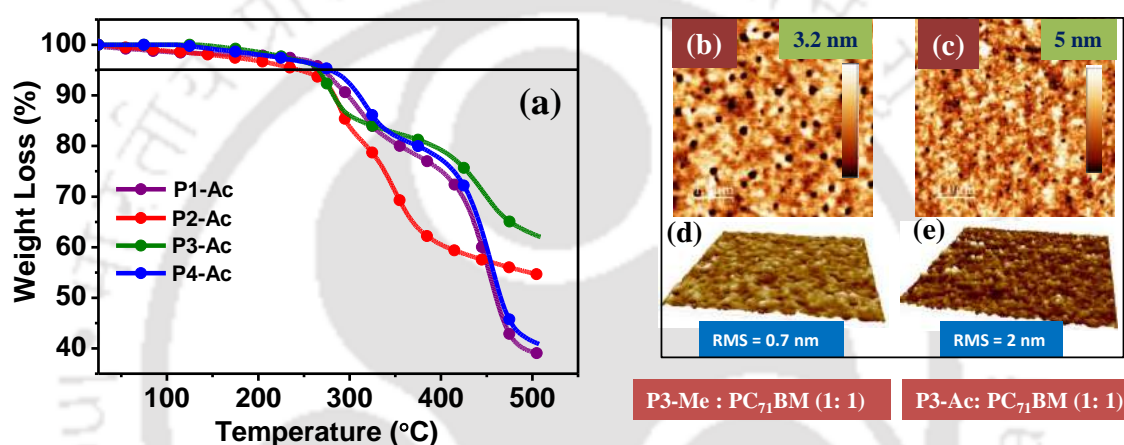 (a)
100
90
80
70
60
50
40
Weight Loss (%)
P1-Ac
P2-Ac
P3-Ac
P4-Ac
100 200 300 400 500
Temperature (°C)
(b) 3.2 nm
(c) 5 nm
(d)
RMS = 0.7 nm
(e)
RMS = 2 nm
P3-Me : PC₇₁BM (1: 1)
P3-Ac: PC₇₁BM (1: 1)